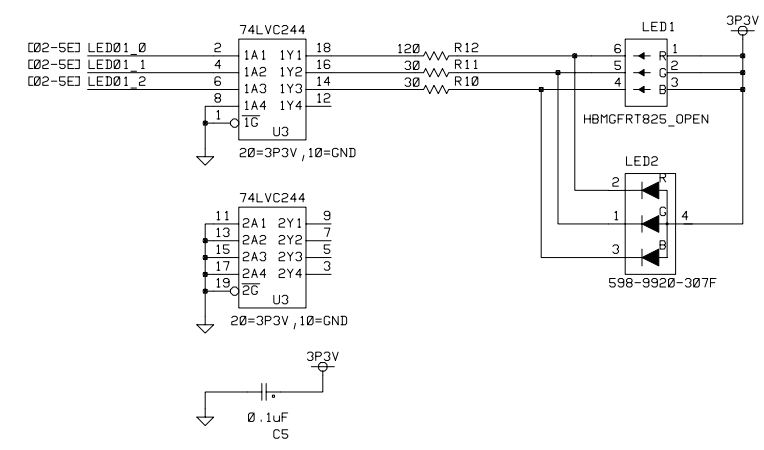 74LVC244
LED1
3P3V
[02-5E] LED01_0 2 1A1 1Y1 18 120 R12 6 R 1
[02-5E] LED01_1 4 1A2 1Y2 16 30 R11 5 G 2
[02-5E] LED01_2 6 1A3 1Y3 14 30 R10 4 B 3
8 1A4 1Y4 12
1 1G
U3
HBMGFRT825_OPEN
20=3P3V,10=GND
LED2
2 R
74LVC244
11 2A1 2Y1 9
1 G 4
13 2A2 2Y2 7
15 2A3 2Y3 5
3 B
17 2A4 2Y4 3
19 2G
U3
598-9920-307F
20=3P3V,10=GND
3P3V
0.1uF
C5